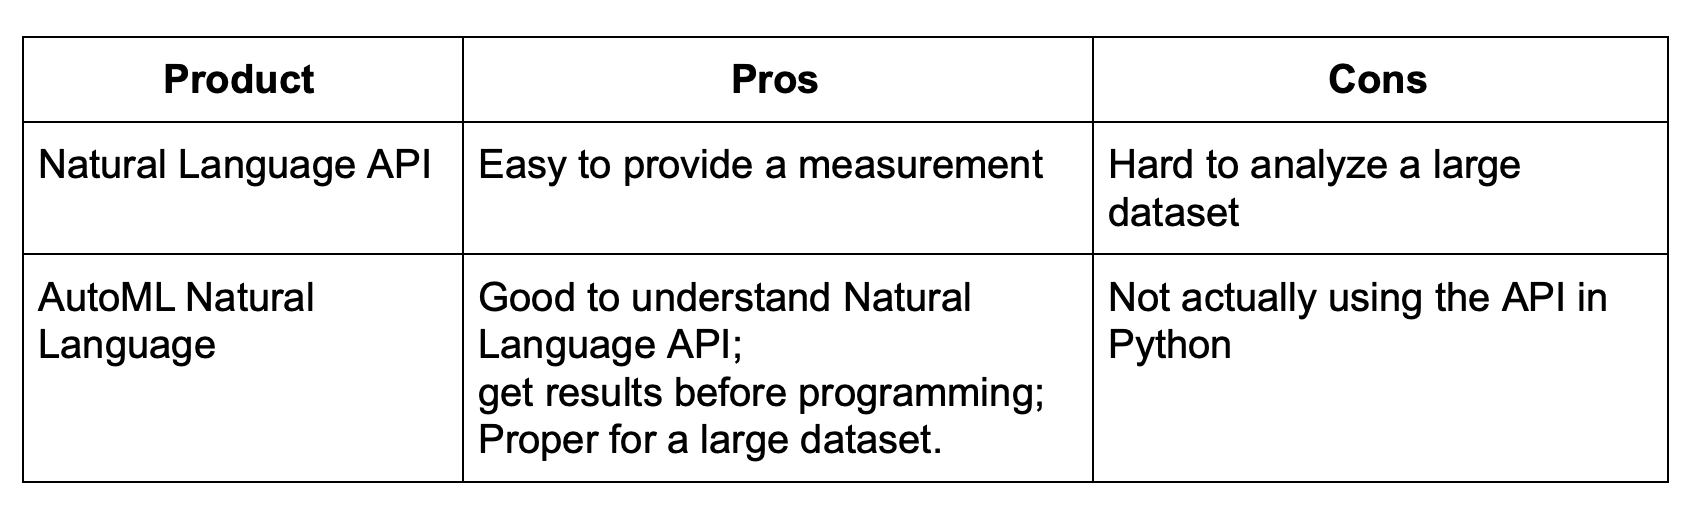 Product Pros Cons
Natural Language API Easy to provide a measurement Hard to analyze a large
dataset
AutoML Natural
Language
Good to understand Natural
Language API;
get results before programming;
Proper for a large dataset.
Not actually using the API in
Python